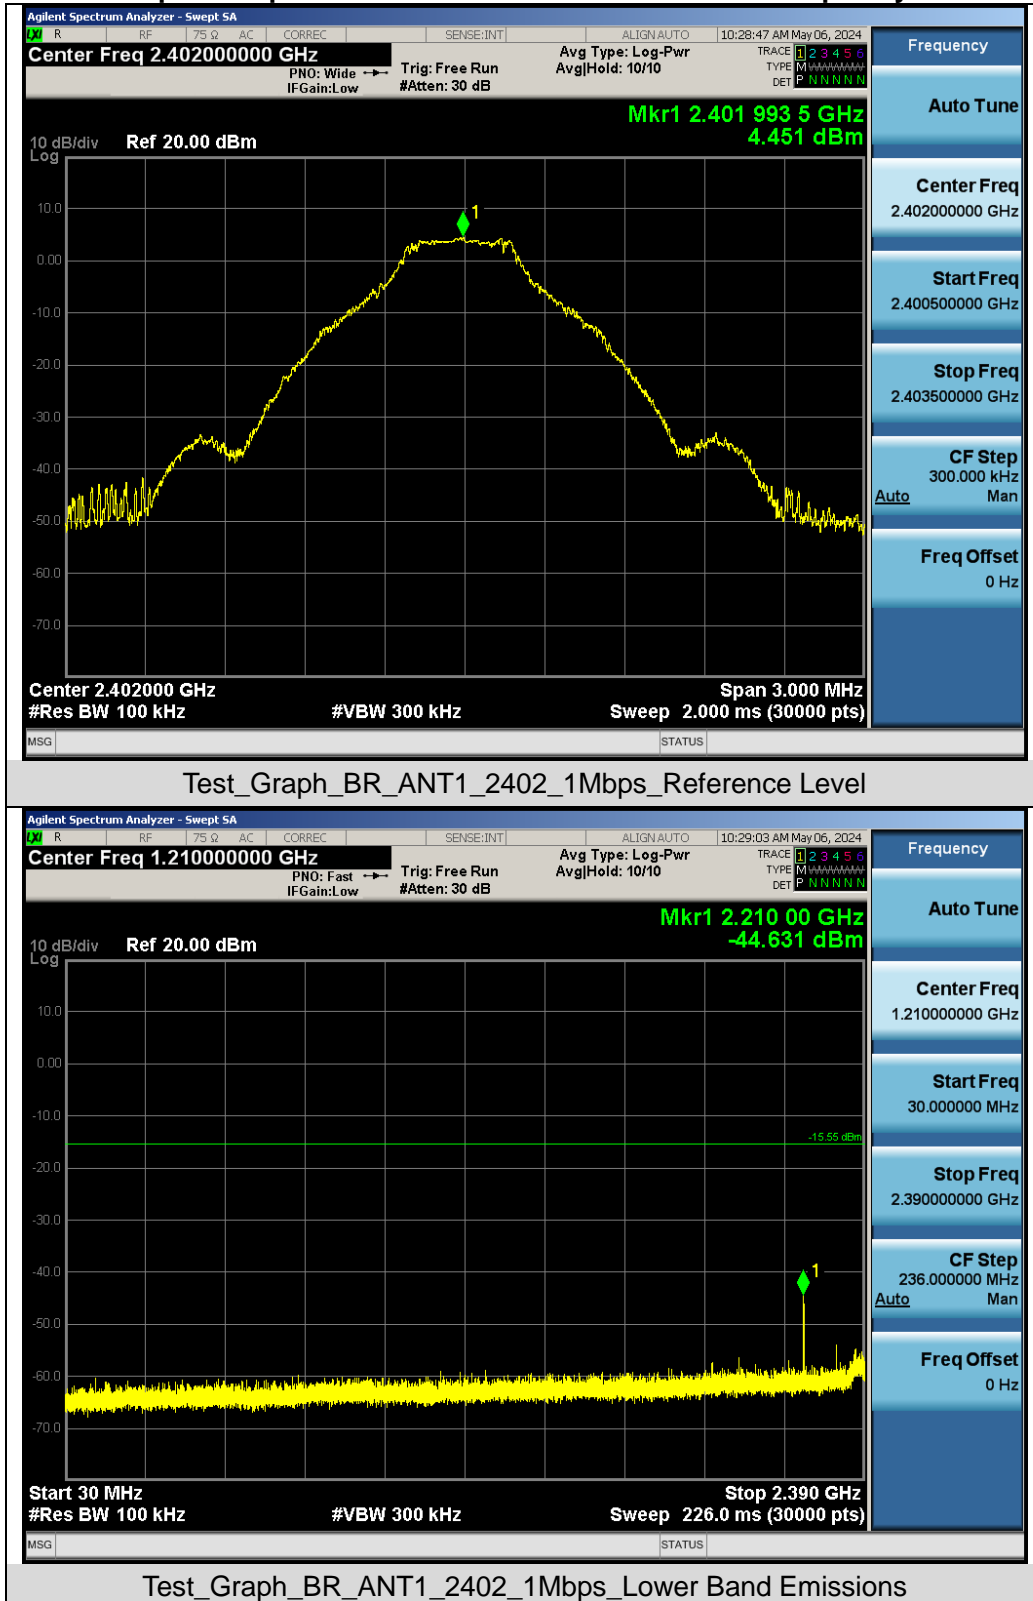 Agilent Spectrum Analyzer - Swept SA
LXI R RF 75 Ω AC CORREC SENSE:INT ALIGN AUTO 10:28:47 AM May 06, 2024
Center Freq 2.402000000 GHz
PNO: Wide
IFGain:Low
Trig: Free Run
#Atten: 30 dB
Avg Type: Log-Pwr
Avg|Hold: 10/10
TRACE 1 2 3 4 5 6
TYPE M
DET P N N N N N
Mkr1 2.401 993 5 GHz
4.451 dBm
10 dB/div
Log
Ref 20.00 dBm
1
10.0
0.00
-10.0
-20.0
-30.0
-40.0
-50.0
-60.0
-70.0
Center 2.402000 GHz
Span 3.000 MHz
#Res BW 100 kHz
#VBW 300 kHz
Sweep 2.000 ms (30000 pts)
MSG
STATUS
Frequency
Auto Tune
Center Freq
2.402000000 GHz
Start Freq
2.400500000 GHz
Stop Freq
2.403500000 GHz
CF Step
300.000 kHz
Auto Man
Freq Offset
0 Hz
Test_Graph_BR_ANT1_2402_1Mbps_Reference Level
Agilent Spectrum Analyzer - Swept SA
LXI R RF 75 Ω AC CORREC SENSE:INT ALIGN AUTO 10:29:03 AM May 06, 2024
Center Freq 1.210000000 GHz
PNO: Fast
IFGain:Low
Trig: Free Run
#Atten: 30 dB
Avg Type: Log-Pwr
Avg|Hold: 10/10
TRACE 1 2 3 4 5 6
TYPE M
DET P N N N N N
Mkr1 2.210 00 GHz
-44.631 dBm
10 dB/div
Log
Ref 20.00 dBm
10.0
0.00
-10.0
-15.55 dBm
-20.0
-30.0
-40.0
1
-50.0
-60.0
-70.0
Start 30 MHz
Stop 2.390 GHz
#Res BW 100 kHz
#VBW 300 kHz
Sweep 226.0 ms (30000 pts)
MSG
STATUS
Frequency
Auto Tune
Center Freq
1.210000000 GHz
Start Freq
30.000000 MHz
Stop Freq
2.390000000 GHz
CF Step
236.000000 MHz
Auto Man
Freq Offset
0 Hz
Test_Graph_BR_ANT1_2402_1Mbps_Lower Band Emissions